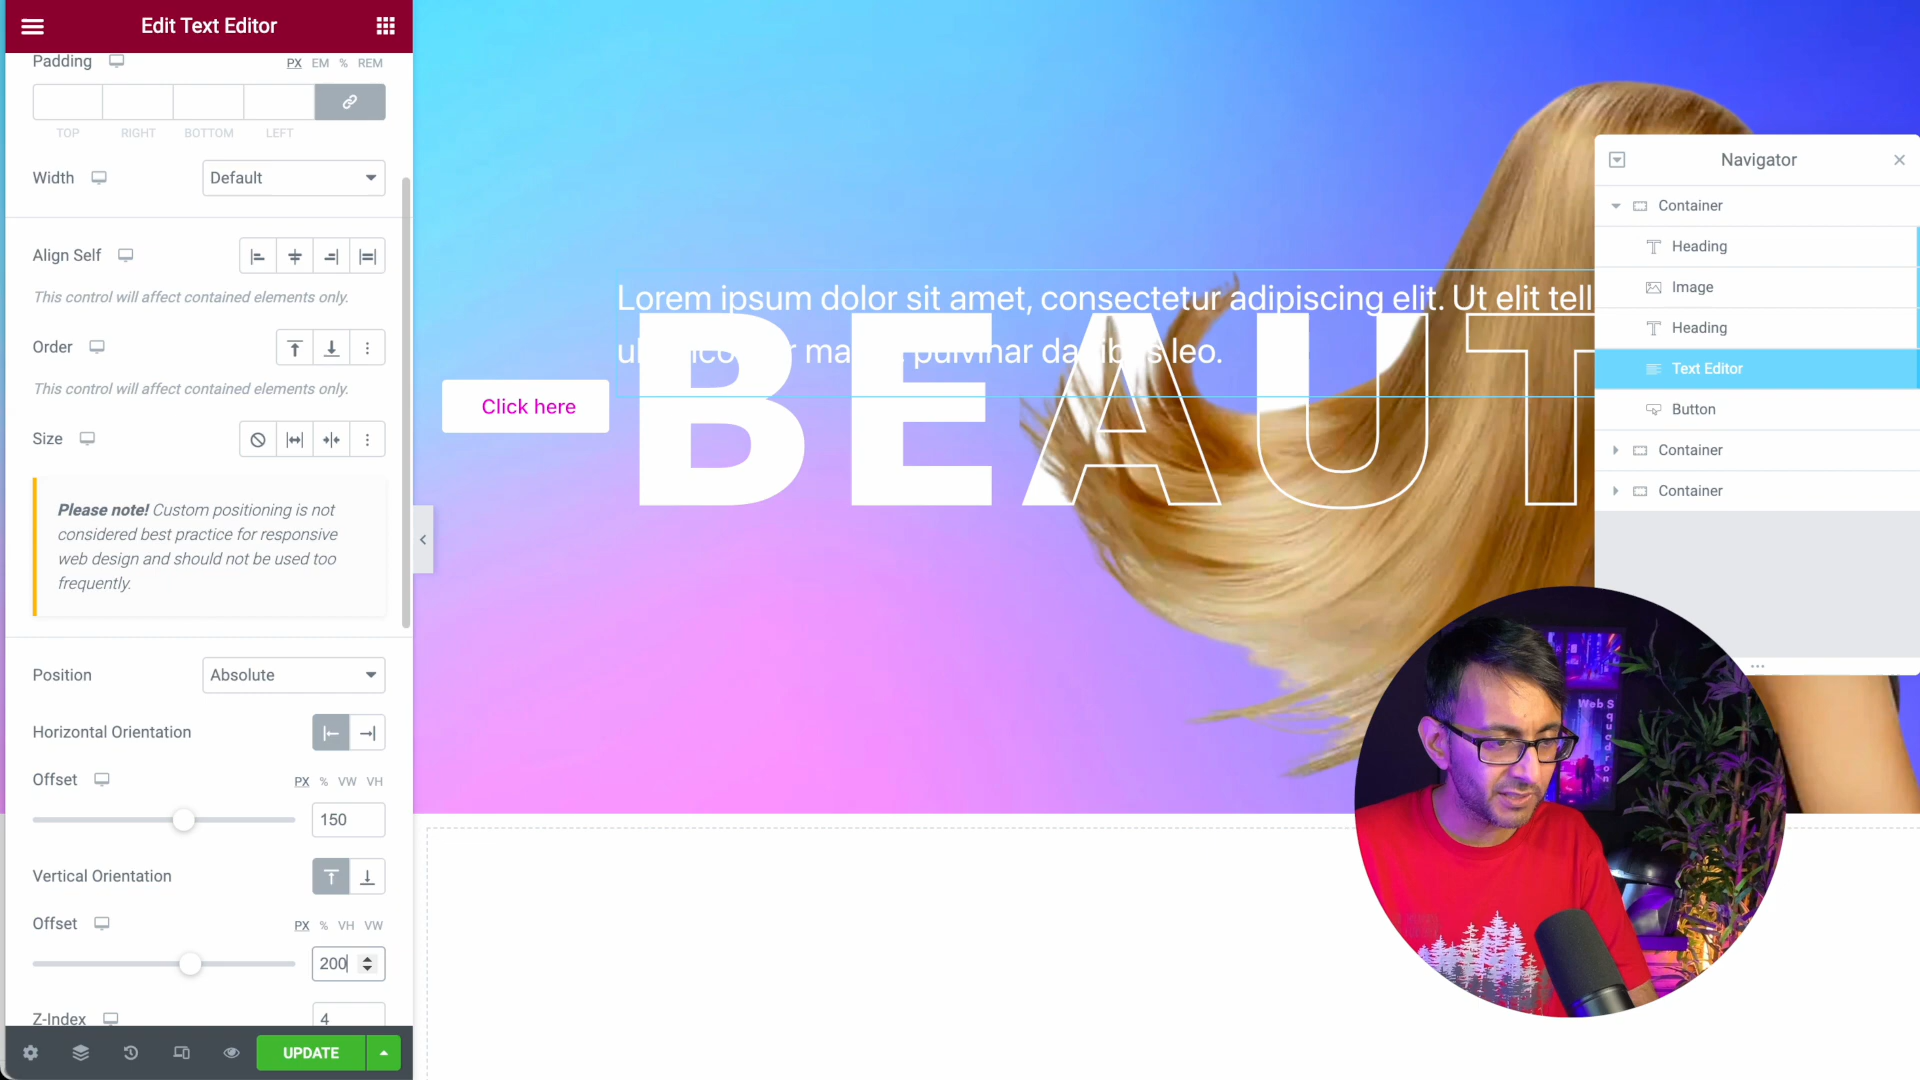 Edit Text Editor
Padding PX EM % REM
TOP RIGHT BOTTOM LEFT
Width Default
Align Self
This control will affect contained elements only.
Order
This control will affect contained elements only.
Size
Please note! Custom positioning is not
considered best practice for responsive
web design and should not be used too
frequently.
Position Absolute
Horizontal Orientation
Offset PX % VW VH
150
Vertical Orientation
Offset PX % VH VW
200
Z-Index 4
UPDATE
Lorem ipsum dolor sit amet, consectetur adipiscing elit. Ut elit tell
pulvinar leo.
Click here
BEAUT
Navigator
Container
Heading
Image
Heading
Text Editor
Button
Container
Container
Web Squadron